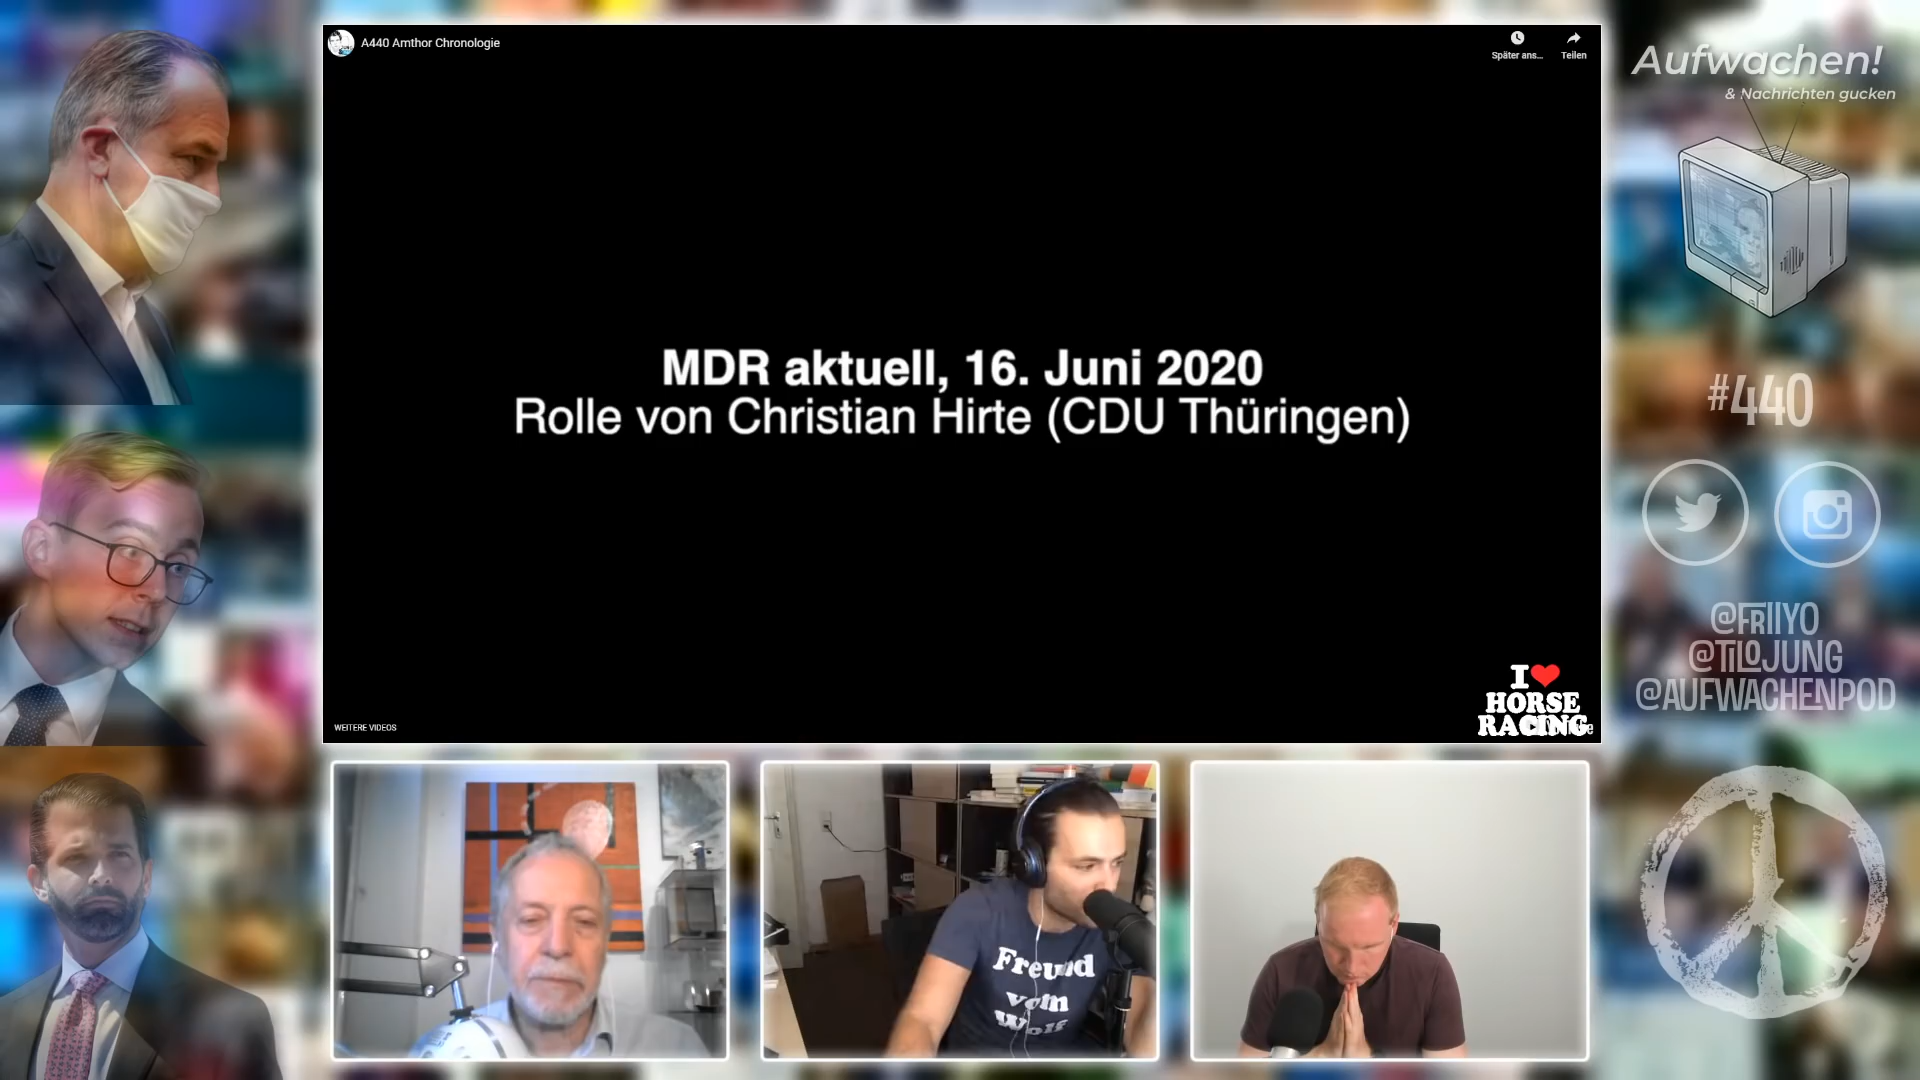 A440 Amthor Chronologie
Später ans...
Teilen
MDR aktuell, 16. Juni 2020
Rolle von Christian Hirte (CDU Thüringen)
WEITERE VIDEOS
I
HORSE
RACING
Aufwachen!
& Nachrichten gucken
#440
@FRIIYO
@TILOJUNG
@AUFWACHENPOD
Freund
vom
Wolf